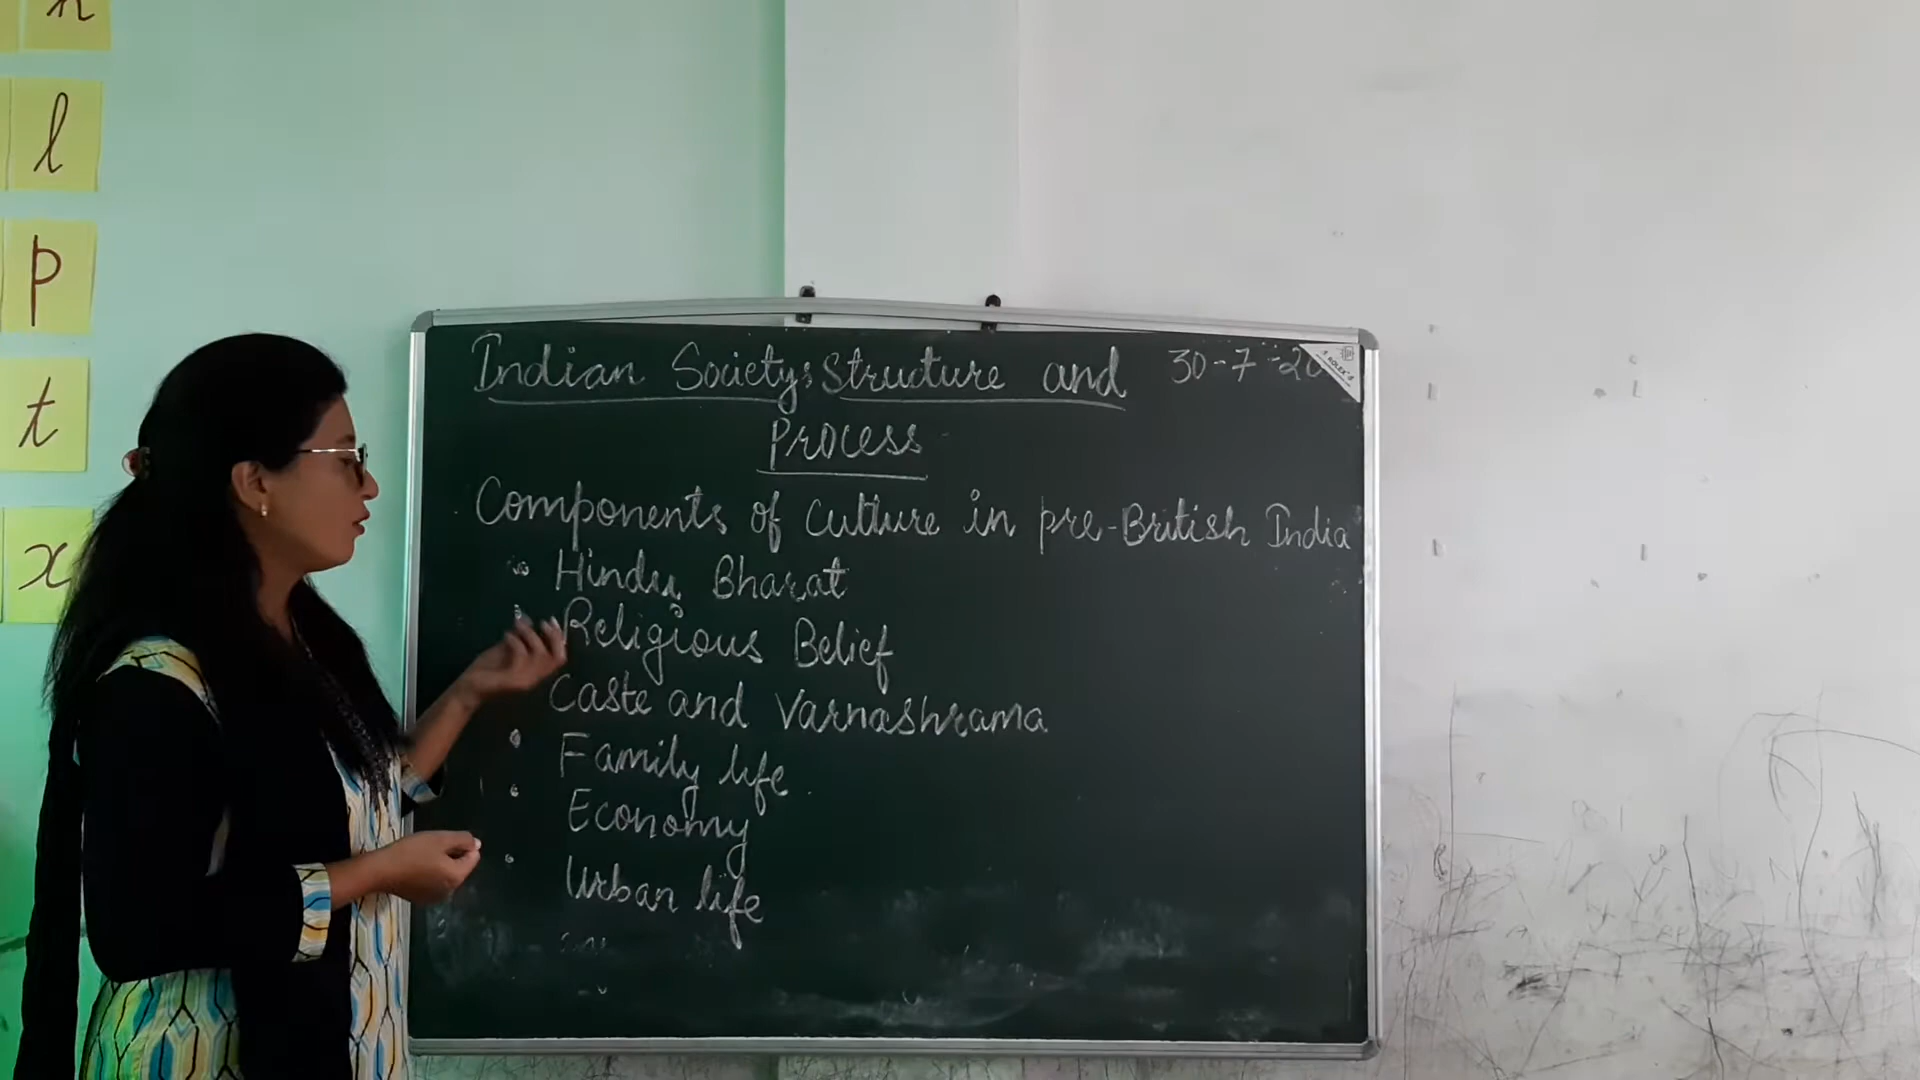 n
l
p
t
x
Indian Society: Structure and
Process
30-7-20
Components of Culture in pre-British India
Hindu Bharat
Religious Belief
Caste and Varnashrama
Family life
Economy
Urban life